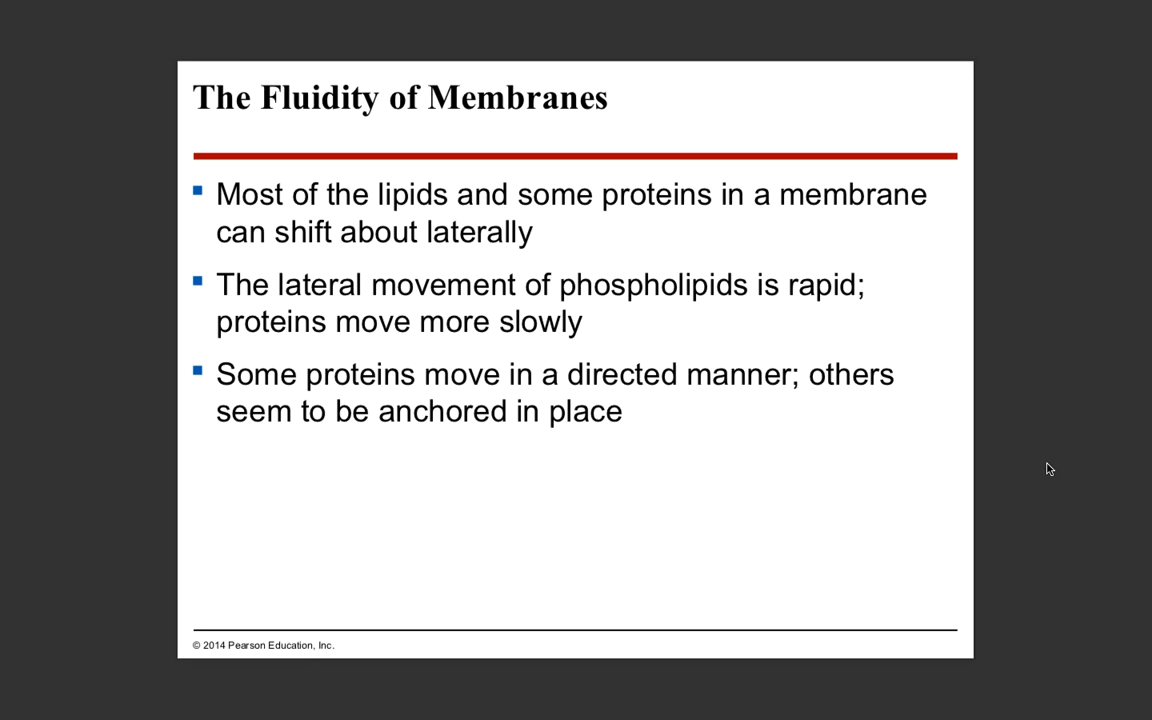 The Fluidity of Membranes
Most of the lipids and some proteins in a membrane
can shift about laterally
The lateral movement of phospholipids is rapid;
proteins move more slowly
Some proteins move in a directed manner; others
seem to be anchored in place
© 2014 Pearson Education, Inc.